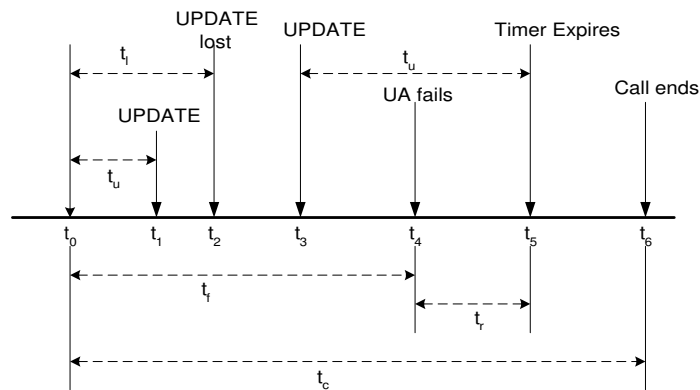 UPDATE
lost
UPDATE
Timer Expires
t_l
t_u
UA fails
Call ends
UPDATE
t_u
t_0
t_1
t_2
t_3
t_4
t_5
t_6
t_f
t_r
t_c